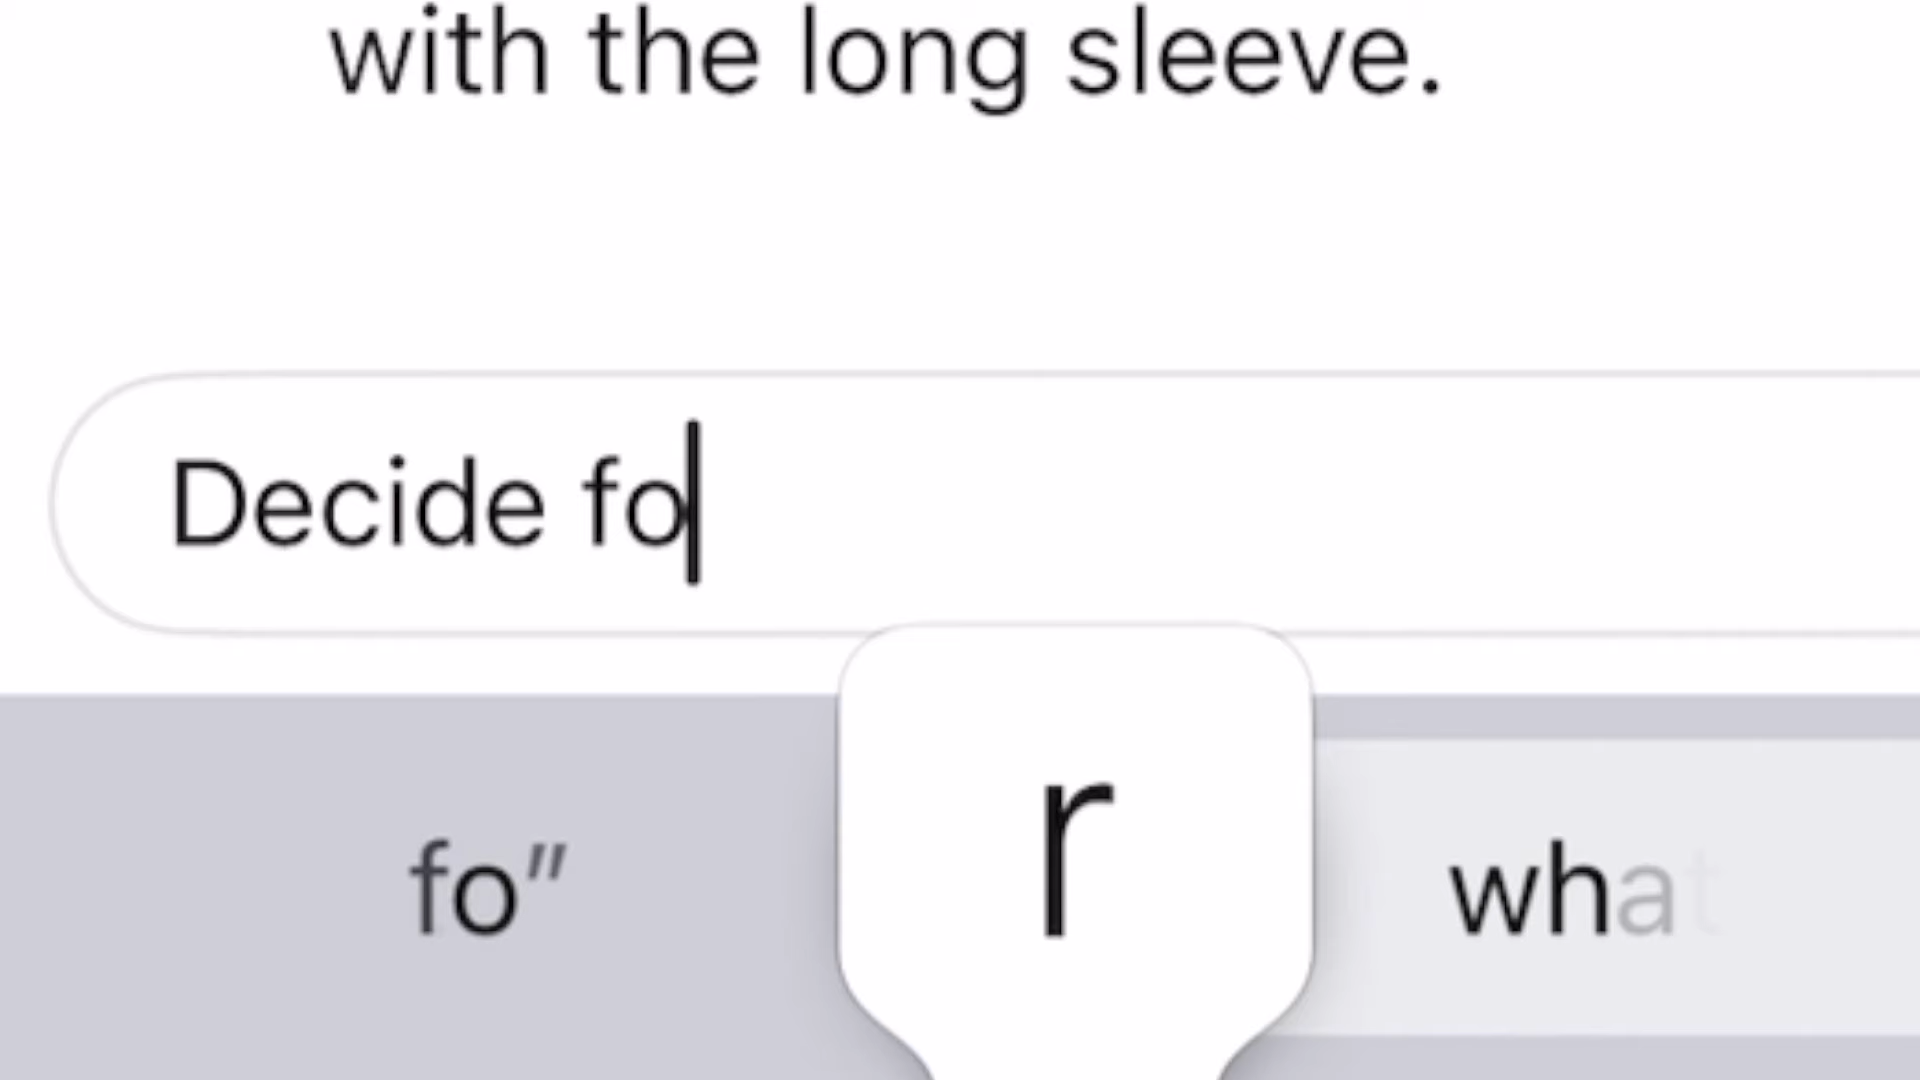 with the long sleeve.
Decide fo
fo” r what